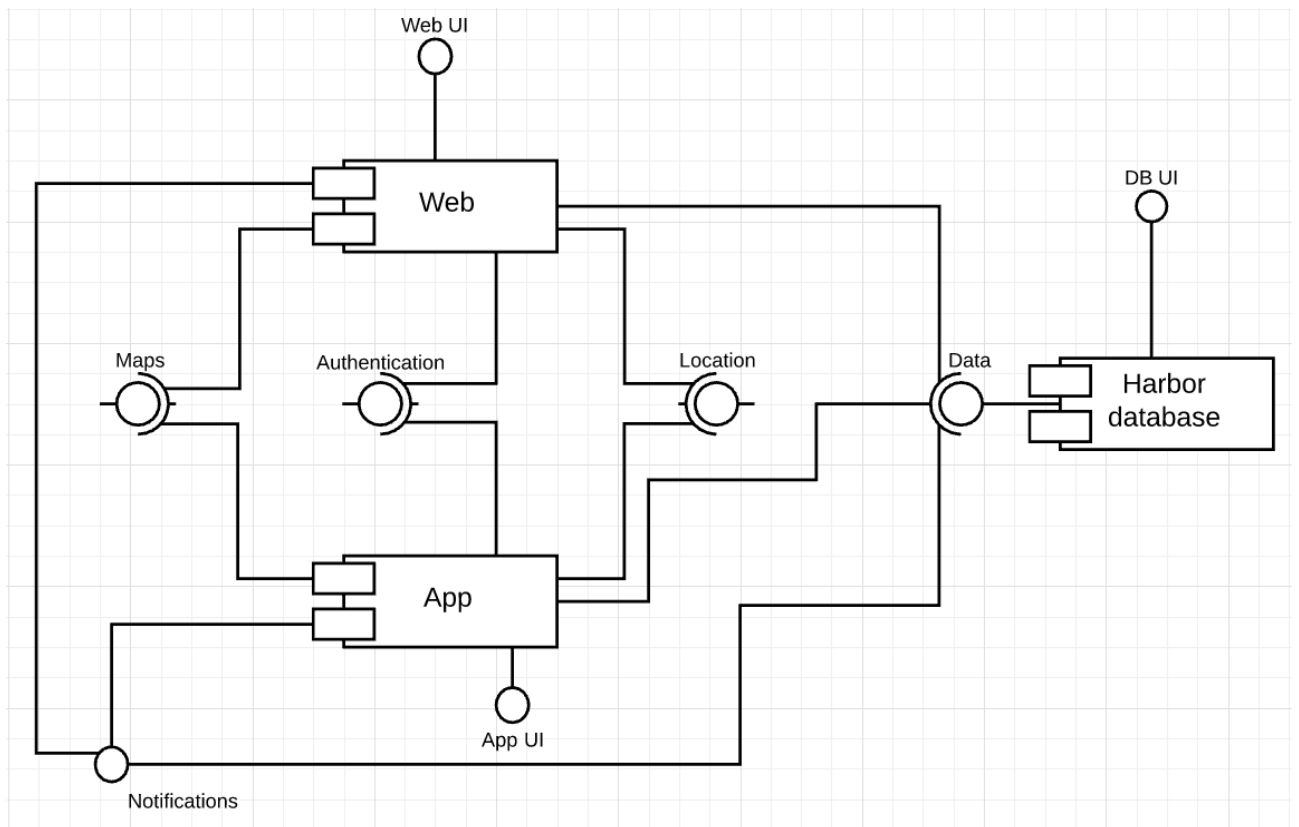 Web UI
Web
DB UI
Maps
Authentication
Location
Data
Harbor
database
App
App UI
Notifications